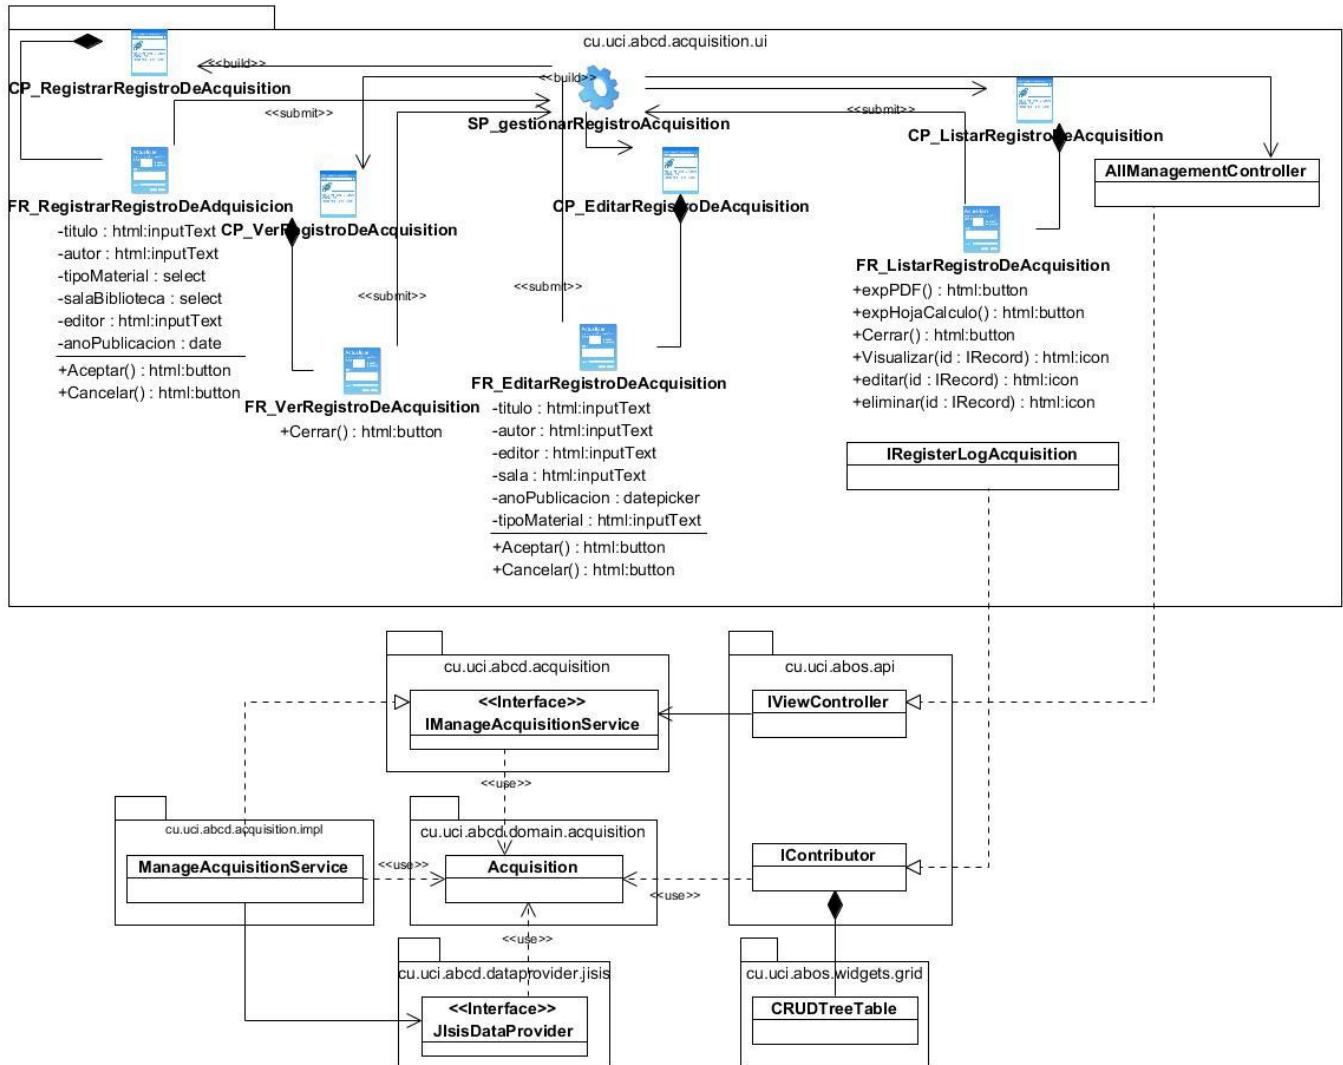 cu.uci.abcd.acquisition.ui
<<build>>
<<build>>
CP_RegistrarRegistroDeAcquisition
<<submit>>
SP_gestionarRegistroAcquisition
<<submit>>
CP_ListarRegistroDeAcquisition
AllManagementController
FR_RegistrarRegistroDeAdquisicion
-titulo : html:inputText
-autor : html:inputText
-tipoMaterial : select
-salaBiblioteca : select
-editor : html:inputText
-anoPublicacion : date
+Aceptar() : html:button
+Cancelar() : html:button
CP_VerRegistroDeAcquisition
<<submit>>
FR_VerRegistroDeAcquisition
+Cerrar() : html:button
CP_EditarRegistroDeAcquisition
<<submit>>
FR_EditarRegistroDeAcquisition
-titulo : html:inputText
-autor : html:inputText
-editor : html:inputText
-sala : html:inputText
-anoPublicacion : datepicker
-tipoMaterial : html:inputText
+Aceptar() : html:button
+Cancelar() : html:button
FR_ListarRegistroDeAcquisition
+expPDF() : html:button
+expHojaCalculo() : html:button
+Cerrar() : html:button
+Visualizar(id : IRecord) : html:icon
+editar(id : IRecord) : html:icon
+eliminar(id : IRecord) : html:icon
IRegisterLogAcquisition
cu.uci.abcd.acquisition
<<Interface>>
IManageAcquisitionService
<<use>>
cu.uci.abos.api
IViewController
IContributor
cu.uci.abcd.acquisition.impl
ManageAcquisitionService
<<use>>
cu.uci.abcd.domain.acquisition
Acquisition
<<use>>
<<use>>
cu.uci.abcd.dataprovider.jisis
<<Interface>>
JIsisDataProvider
cu.uci.abos.widgets.grid
CRUDTreeTable